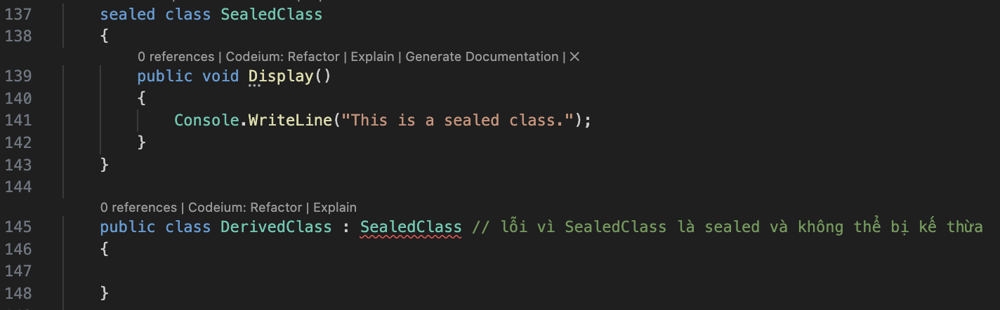 137 sealed class SealedClass
138 {
0 references | Codeium: Refactor | Explain | Generate Documentation | ✕
139 public void Display()
140 {
141 Console.WriteLine("This is a sealed class.");
142 }
143 }
144
0 references | Codeium: Refactor | Explain
145 public class DerivedClass : SealedClass // lỗi vì SealedClass là sealed và không thể bị kế thừa
146 {
147
148 }